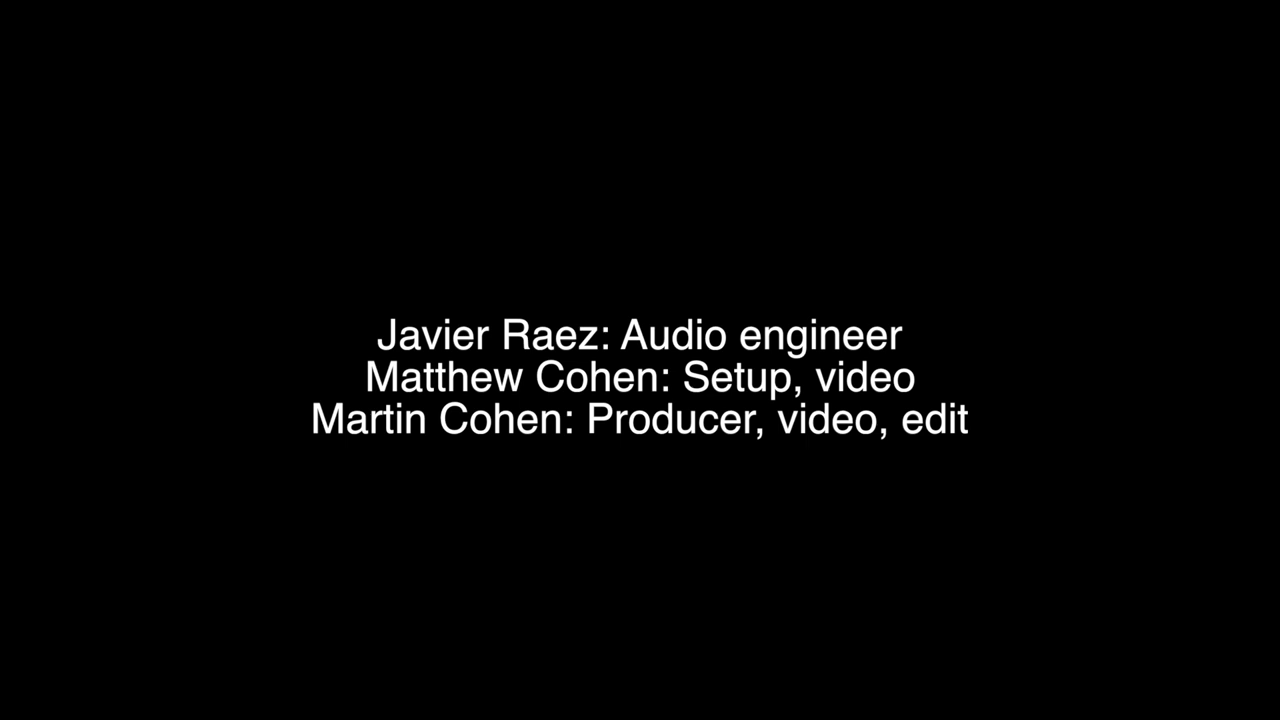 Javier Raez: Audio engineer
Matthew Cohen: Setup, video
Martin Cohen: Producer, video, edit